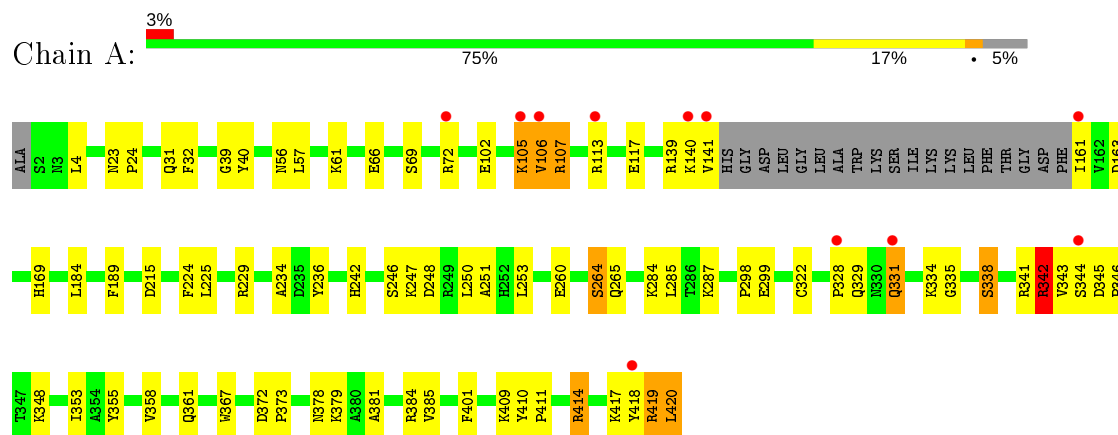 3%
Chain A:
75% 17% • 5%
ALA S2 N3 L4 N23 P24 Q31 F32 G39 Y40 N56 L57 K61 E66 S69 R72 E102 K105 V106 R107 R113 E117 R139 K140 V141 HIS GLY ASP LEU GLY LEU ALA TRP LYS SER ILE LYS LYS LEU PHE THR GLY ASP PHE I161 V162 D163
H169 L184 F189 D215 F224 L225 R229 A234 D235 Y236 H242 S246 K247 D248 R249 L250 A251 H252 L253 E260 S264 Q265 K284 L285 T286 K287 P298 E299 C322 P328 Q329 N330 Q331 K334 G335 S338 R341 R342 V343 S344 D345 P346
T347 K348 I353 A354 Y355 V358 Q361 W367 D372 P373 N378 K379 A380 A381 R384 V385 F401 K409 Y410 P411 R414 K417 Y418 R419 L420